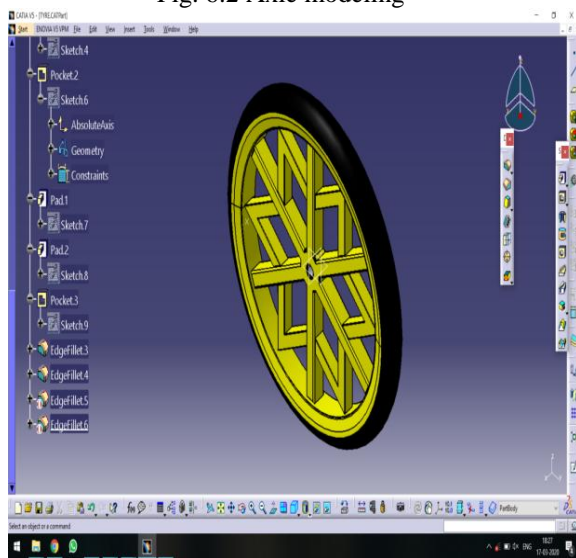 Fig. 6.2 Axle modeling
CATIA V5 - [TYRE.CATPart]
Start ENOVIA V5 VPM File Edit View Insert Tools Window Help
Sketch.4
Pocket.2
Sketch.6
AbsoluteAxis
Geometry
Constraints
Pad.1
Sketch.7
Pad.2
Sketch.8
Pocket.3
Sketch.9
EdgeFillet.3
EdgeFillet.4
EdgeFillet.5
EdgeFillet.6
PartBody
Select an object or a command
ENG
18:27
17-03-2020